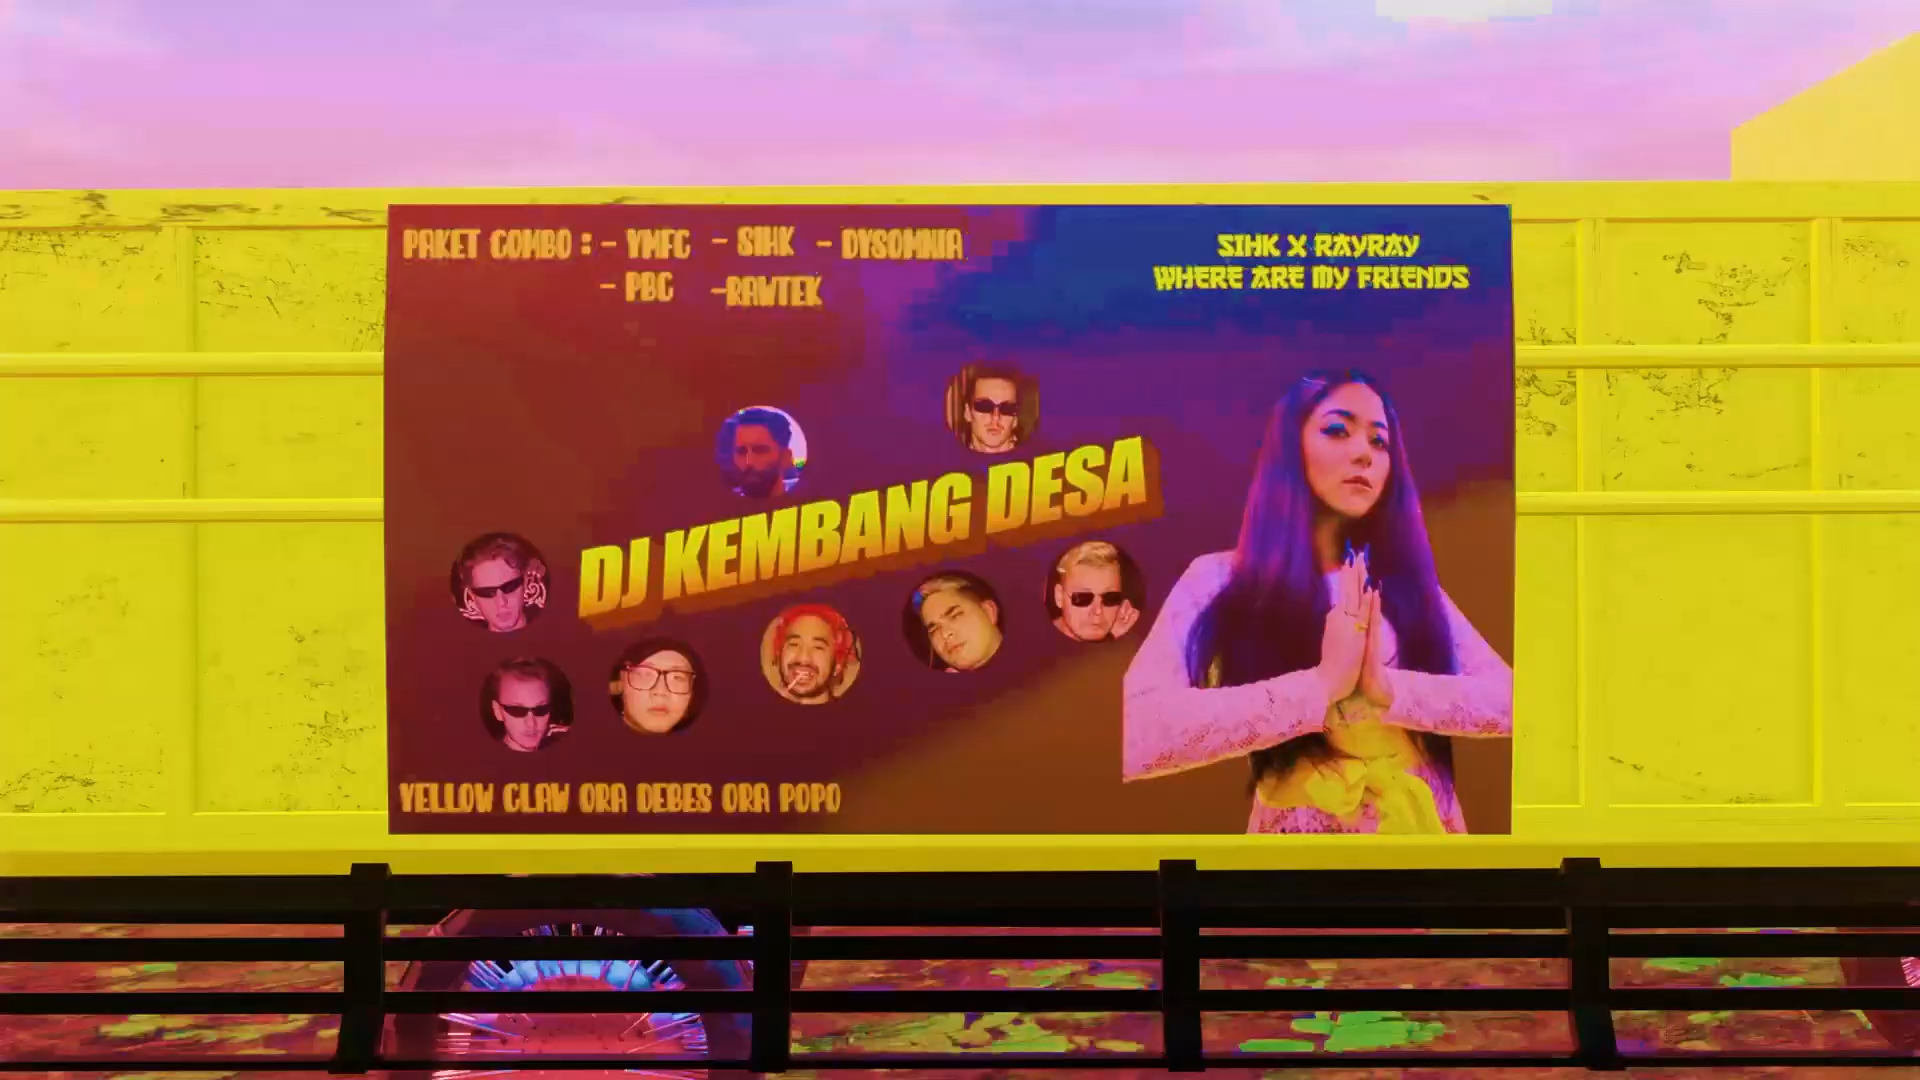 PAKET COMBO : - YMFC - SIHK - DYSOMNIA
- PBC -RAWTEK
SIHK X RAYRAY
WHERE ARE MY FRIENDS
DJ KEMBANG DESA
YELLOW CLAW ORA DEBES ORA POPO